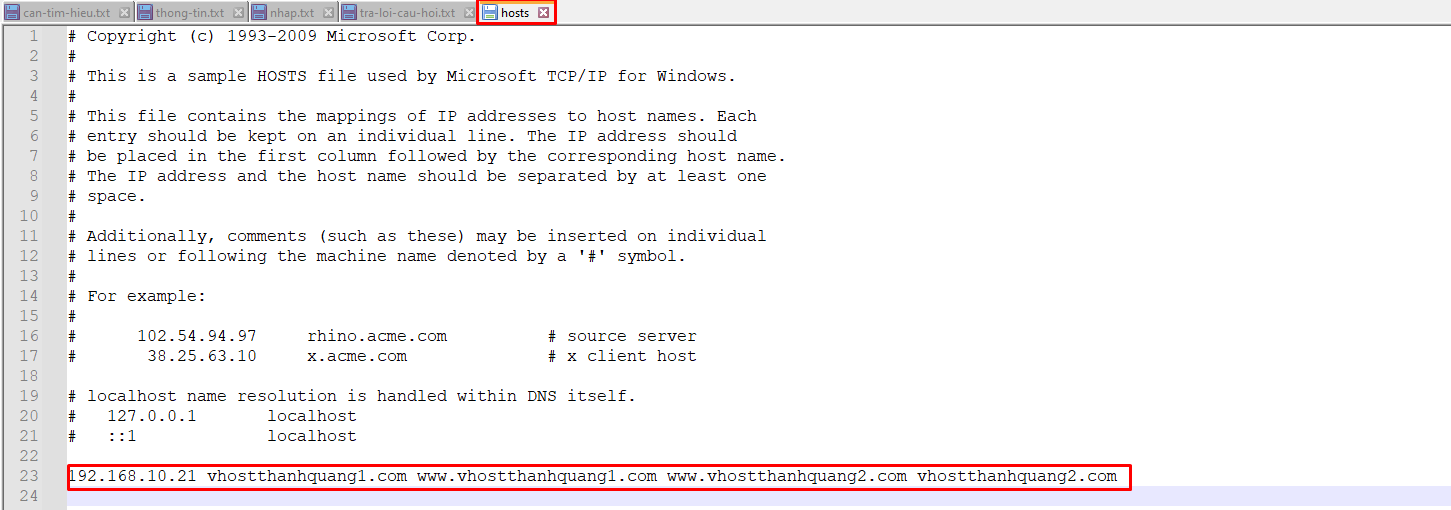 can-tim-hieu.txt thong-tin.txt nhap.txt tra-loi-cau-hoi.txt hosts
1 # Copyright (c) 1993-2009 Microsoft Corp.
2 #
3 # This is a sample HOSTS file used by Microsoft TCP/IP for Windows.
4 #
5 # This file contains the mappings of IP addresses to host names. Each
6 # entry should be kept on an individual line. The IP address should
7 # be placed in the first column followed by the corresponding host name.
8 # The IP address and the host name should be separated by at least one
9 # space.
10 #
11 # Additionally, comments (such as these) may be inserted on individual
12 # lines or following the machine name denoted by a '#' symbol.
13 #
14 # For example:
15 #
16 # 102.54.94.97 rhino.acme.com # source server
17 # 38.25.63.10 x.acme.com # x client host
18
19 # localhost name resolution is handled within DNS itself.
20 # 127.0.0.1 localhost
21 # ::1 localhost
22
23 192.168.10.21 vhostthanhquang1.com www.vhostthanhquang1.com www.vhostthanhquang2.com vhostthanhquang2.com
24